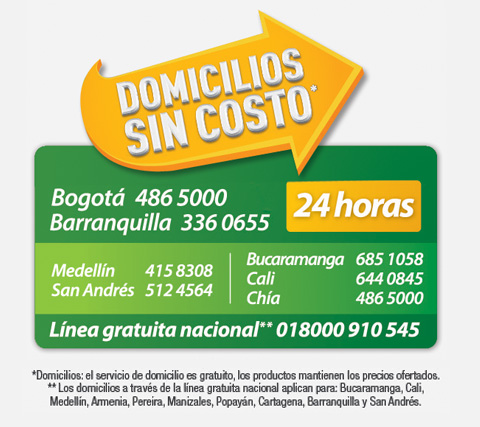 DOMICILIOS
SIN COSTO*
Bogotá 486 5000
Barranquilla 336 0655
24 horas
Medellín 415 8308
San Andrés 512 4564
Bucaramanga 685 1058
Cali 644 0845
Chía 486 5000
Línea gratuita nacional** 018000 910 545
*Domicilios: el servicio de domicilio es gratuito, los productos mantienen los precios ofertados.
** Los domicilios a través de la línea gratuita nacional aplican para: Bucaramanga, Cali,
Medellín, Armenia, Pereira, Manizales, Popayán, Cartagena, Barranquilla y San Andrés.